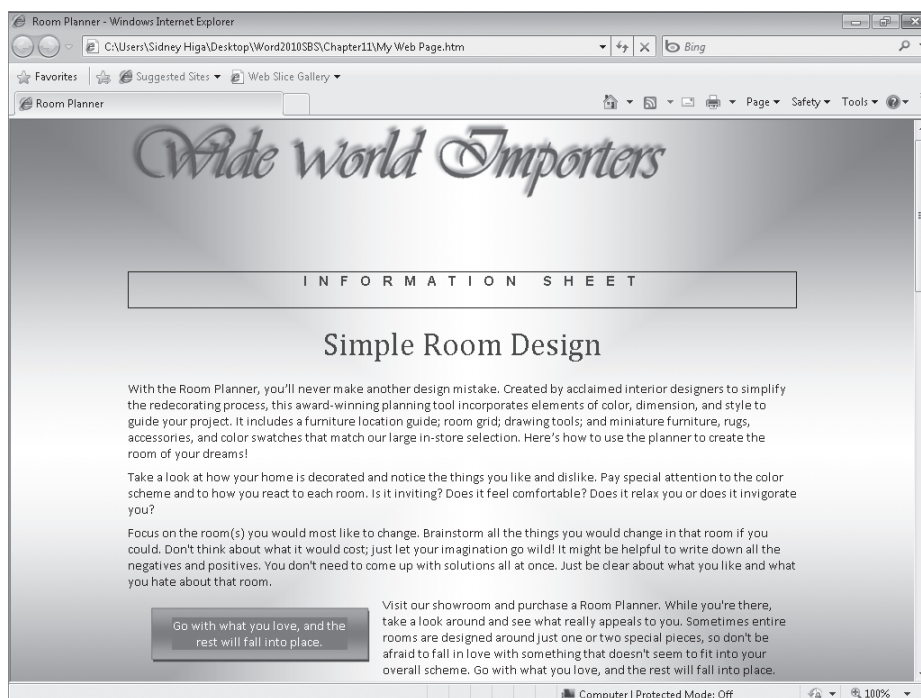 Room Planner - Windows Internet Explorer
C:\Users\Sidney Higa\Desktop\Word2010SBS\Chapter11\My Web Page.htm
Bing
Favorites
Suggested Sites
Web Slice Gallery
Room Planner
Page
Safety
Tools
Wide World Importers
INFORMATION SHEET
Simple Room Design
With the Room Planner, you'll never make another design mistake. Created by acclaimed interior designers to simplify
the redecorating process, this award-winning planning tool incorporates elements of color, dimension, and style to
guide your project. It includes a furniture location guide; room grid; drawing tools; and miniature furniture, rugs,
accessories, and color swatches that match our large in-store selection. Here's how to use the planner to create the
room of your dreams!
Take a look at how your home is decorated and notice the things you like and dislike. Pay special attention to the color
scheme and to how you react to each room. Is it inviting? Does it feel comfortable? Does it relax you or does it invigorate
you?
Focus on the room(s) you would most like to change. Brainstorm all the things you would change in that room if you
could. Don't think about what it would cost; just let your imagination go wild! It might be helpful to write down all the
negatives and positives. You don't need to come up with solutions all at once. Just be clear about what you like and what
you hate about that room.
Go with what you love, and the
rest will fall into place.
Visit our showroom and purchase a Room Planner. While you're there,
take a look around and see what really appeals to you. Sometimes entire
rooms are designed around just one or two special pieces, so don't be
afraid to fall in love with something that doesn't seem to fit into your
overall scheme. Go with what you love, and the rest will fall into place.
Computer | Protected Mode: Off
100%